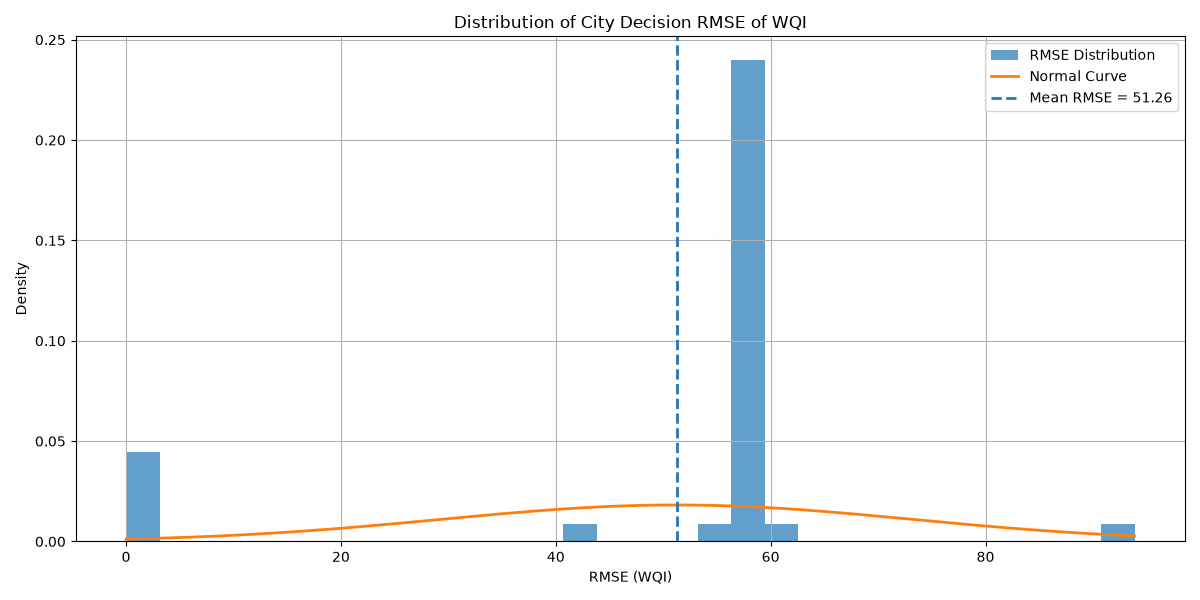 Distribution of City Decision RMSE of WQI
0.25
0.20
0.15
0.10
0.05
0.00
Density
RMSE Distribution
Normal Curve
Mean RMSE = 51.26
0
20
40
60
80
RMSE (WQI)